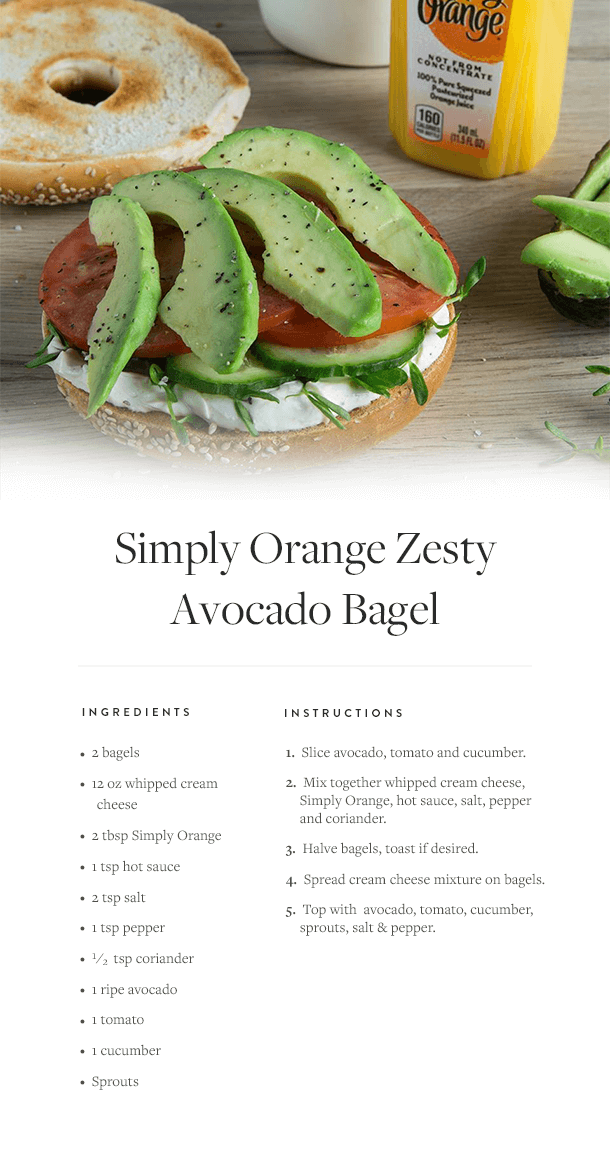 Orange
NOT FROM
CONCENTRATE
100% Pure Squeezed
Pasteurized
Orange Juice
160
CALORIES
PER BOTTLE
340 mL
(11.5 FL OZ)
Simply Orange Zesty
Avocado Bagel
INGREDIENTS
• 2 bagels
• 12 oz whipped cream
cheese
• 2 tbsp Simply Orange
• 1 tsp hot sauce
• 2 tsp salt
• 1 tsp pepper
• ½ tsp coriander
• 1 ripe avocado
• 1 tomato
• 1 cucumber
• Sprouts
INSTRUCTIONS
1. Slice avocado, tomato and cucumber.
2. Mix together whipped cream cheese,
Simply Orange, hot sauce, salt, pepper
and coriander.
3. Halve bagels, toast if desired.
4. Spread cream cheese mixture on bagels.
5. Top with avocado, tomato, cucumber,
sprouts, salt & pepper.